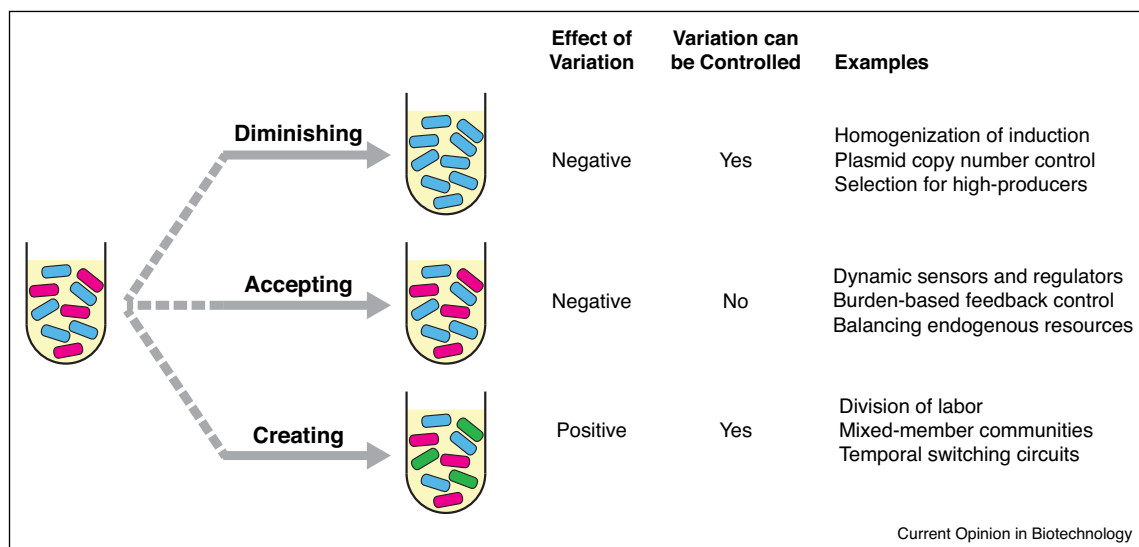 Effect of Variation can
Variation be Controlled Examples
Diminishing
Negative Yes
Homogenization of induction
Plasmid copy number control
Selection for high-producers
Accepting
Negative No
Dynamic sensors and regulators
Burden-based feedback control
Balancing endogenous resources
Creating
Positive Yes
Division of labor
Mixed-member communities
Temporal switching circuits
Current Opinion in Biotechnology